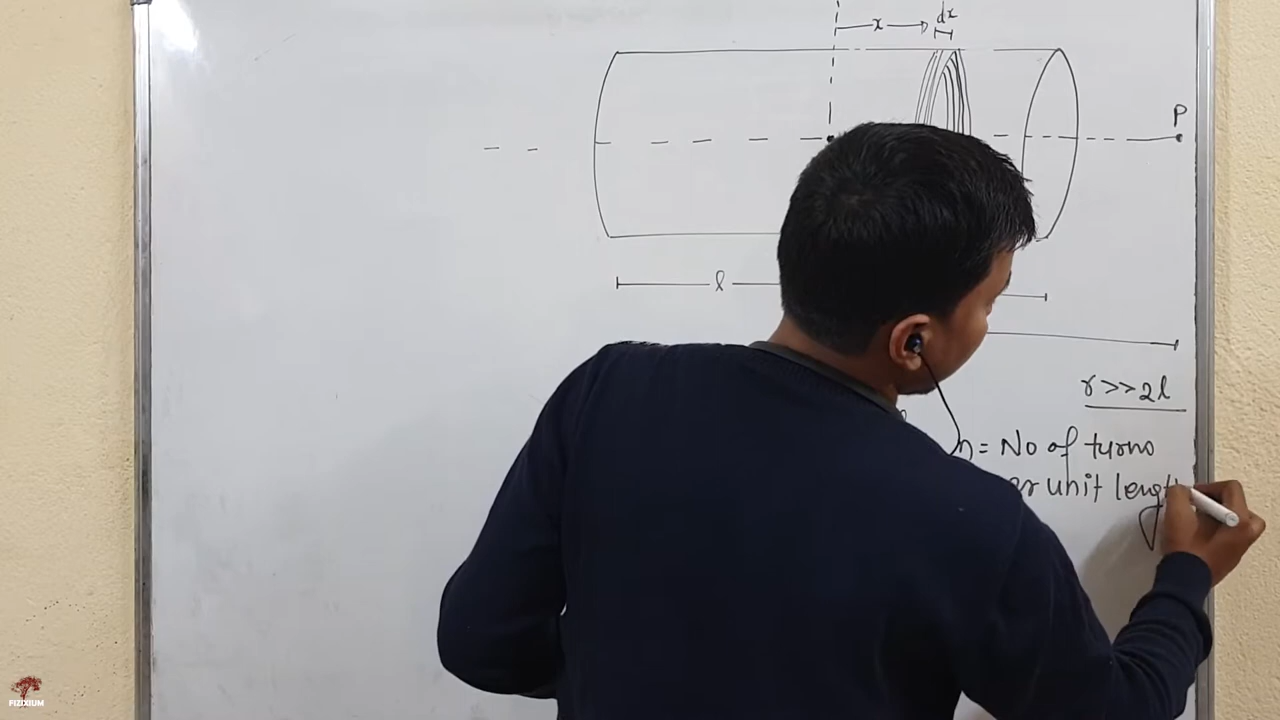 x
dx
P
l
r>>2l
n = No of turns
unit length
FIZIXIUM